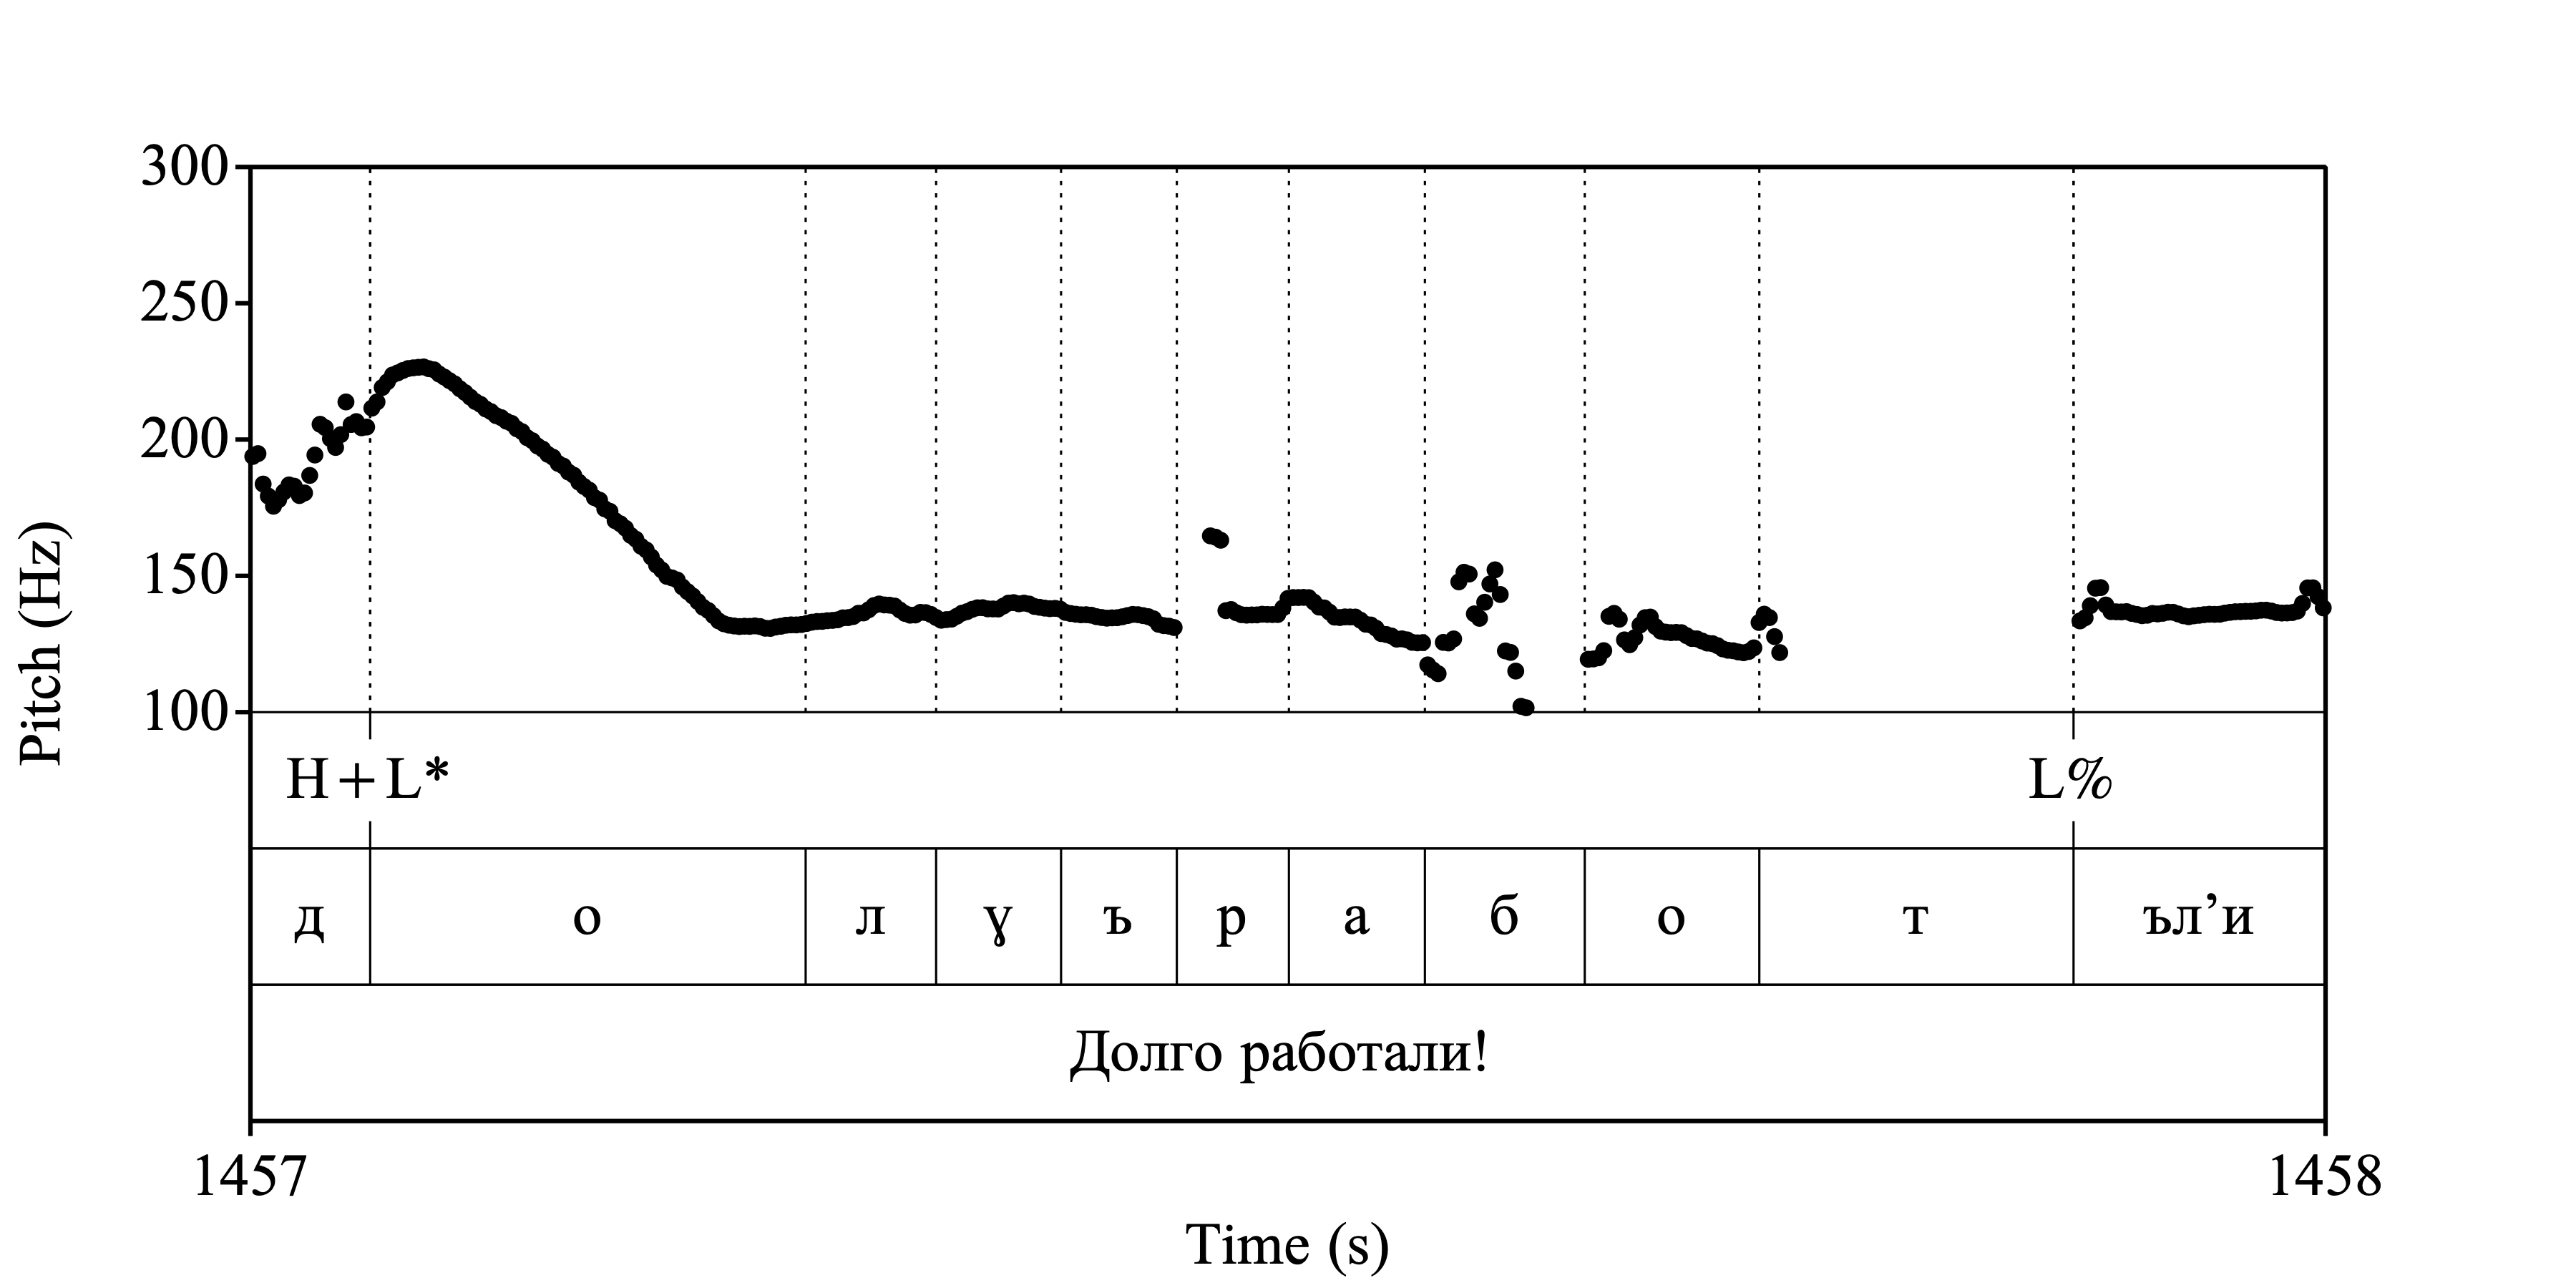 300
250
200
150
100
Pitch (Hz)
H+L* L%
д о л ɣ ъ р а б о т ъл’и
Долго работали!
1457 1458
Time (s)